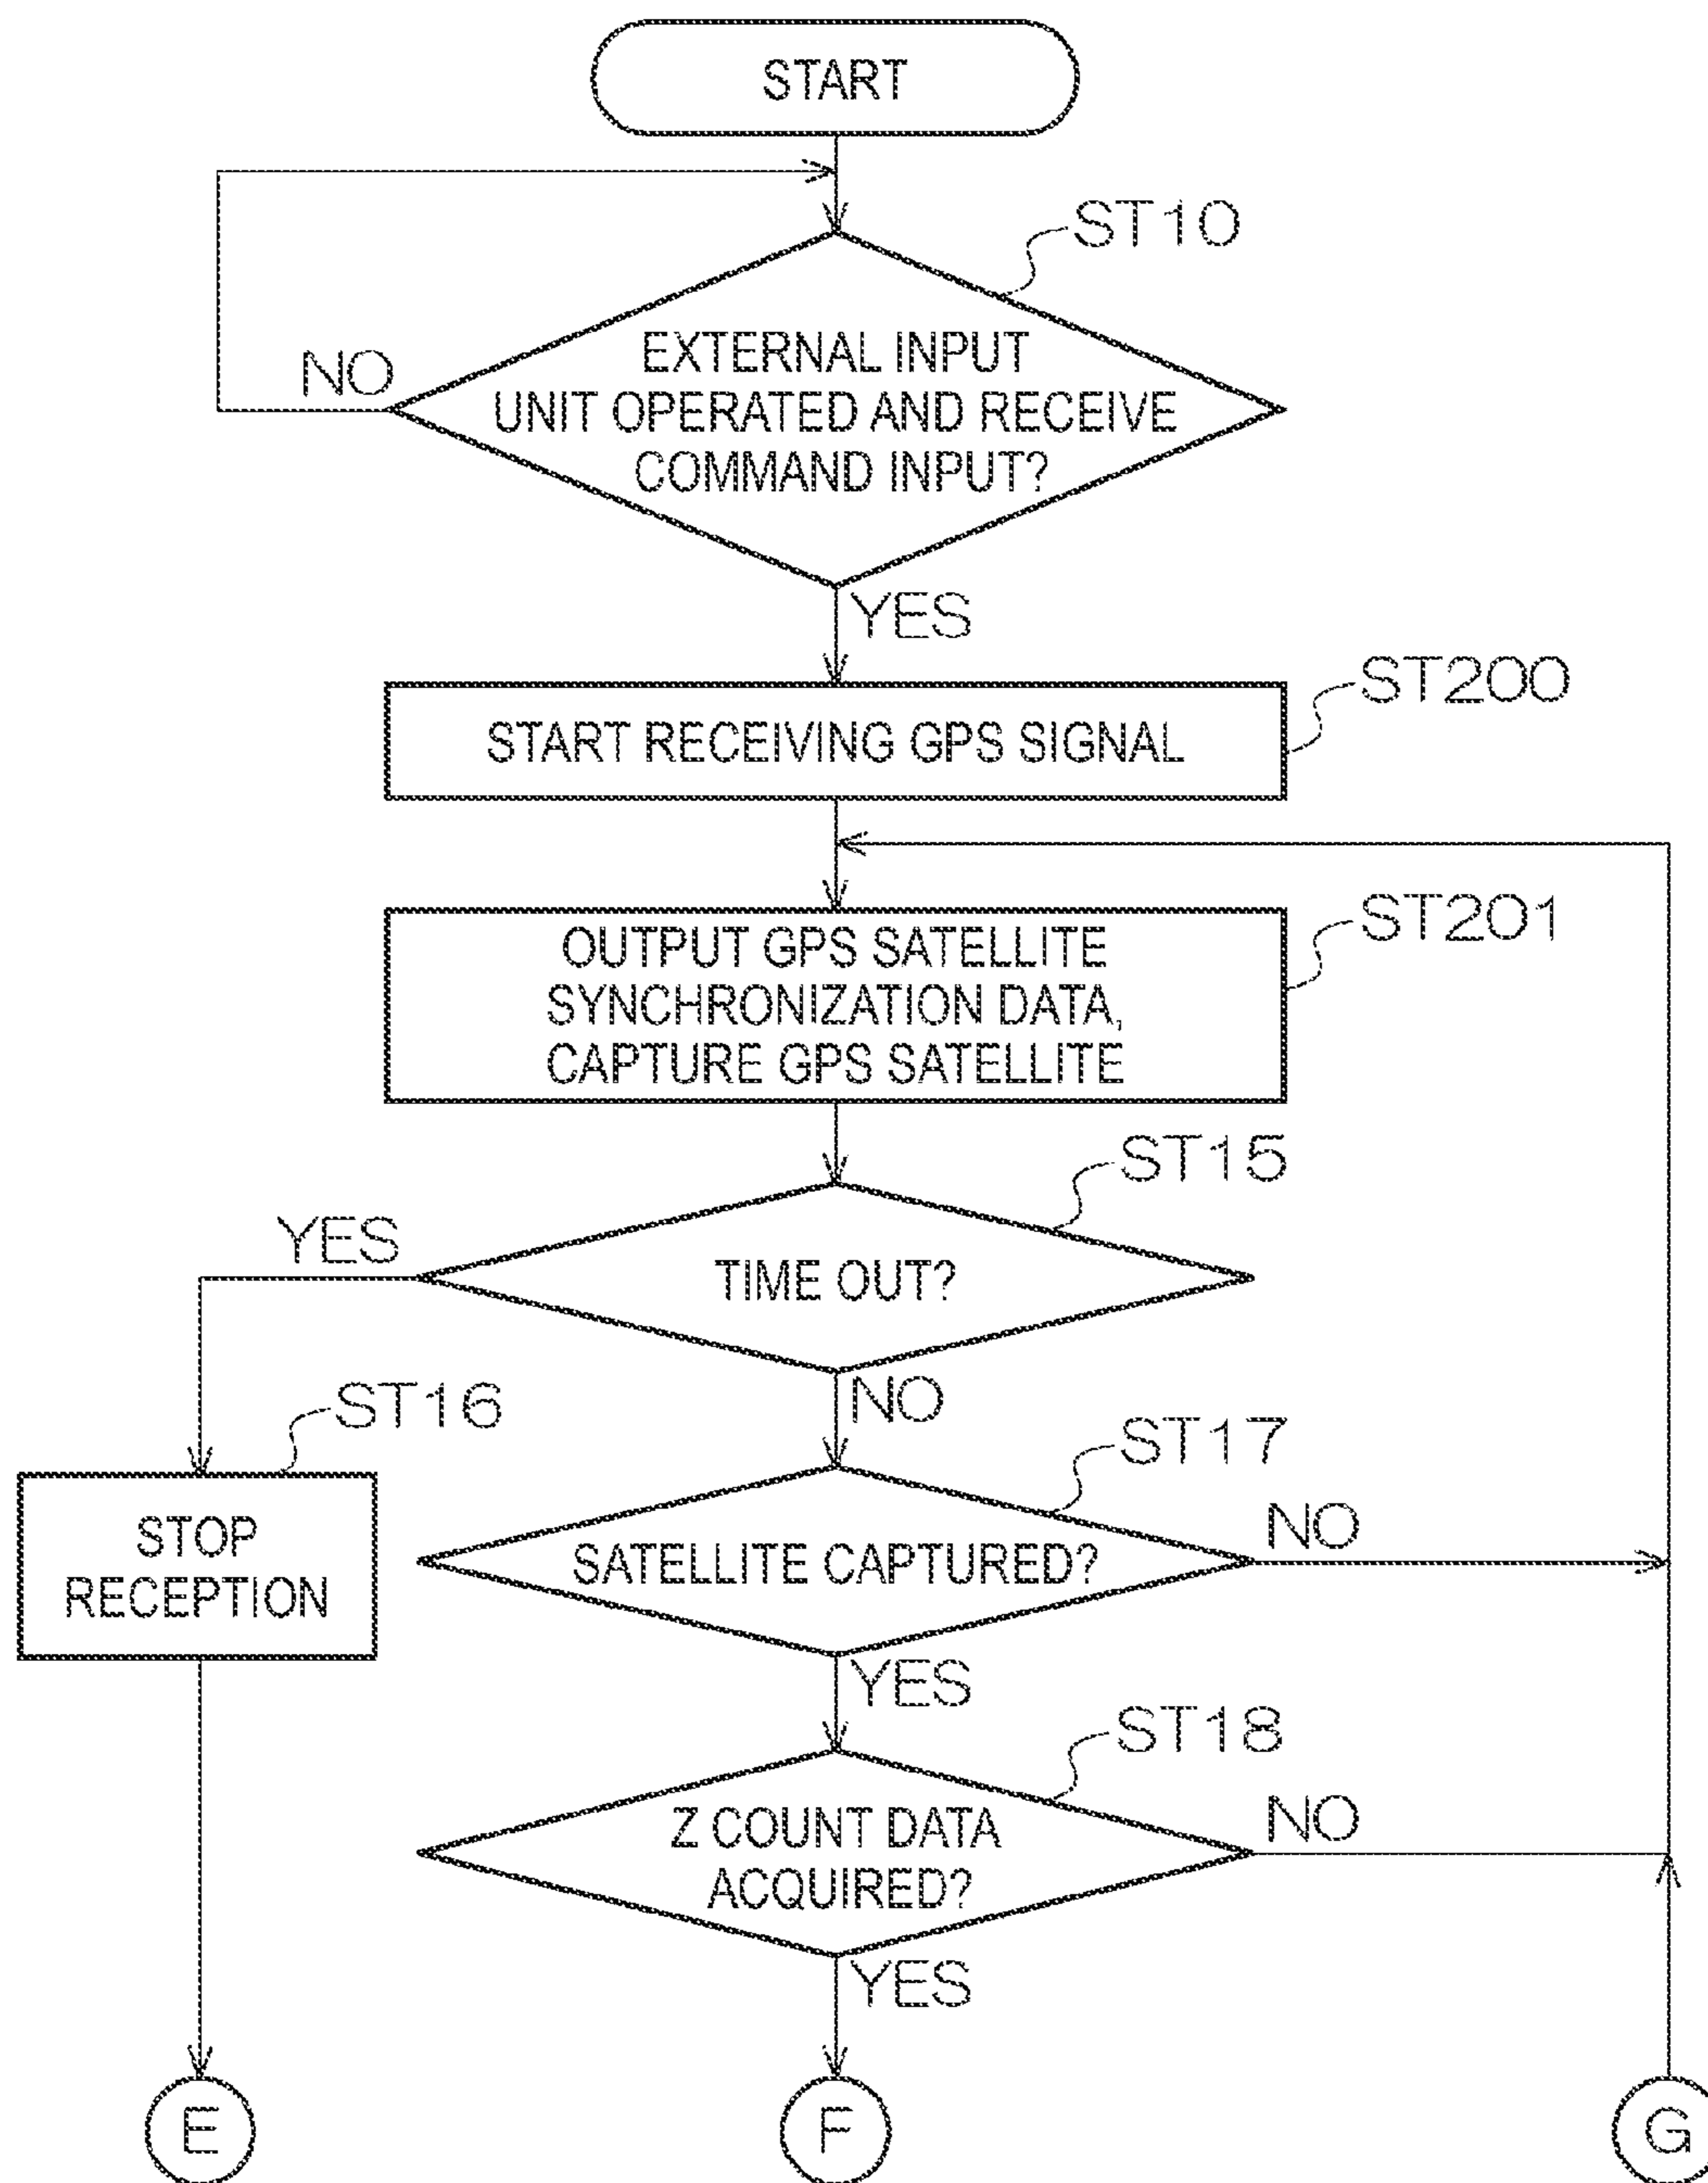 START
ST10
EXTERNAL INPUT
UNIT OPERATED AND RECEIVE
COMMAND INPUT?
NO
YES
ST200
START RECEIVING GPS SIGNAL
ST201
OUTPUT GPS SATELLITE
SYNCHRONIZATION DATA,
CAPTURE GPS SATELLITE
ST15
YES
TIME OUT?
NO
ST16
STOP
RECEPTION
ST17
SATELLITE CAPTURED?
NO
YES
ST18
Z COUNT DATA
ACQUIRED?
NO
YES
E
F
G